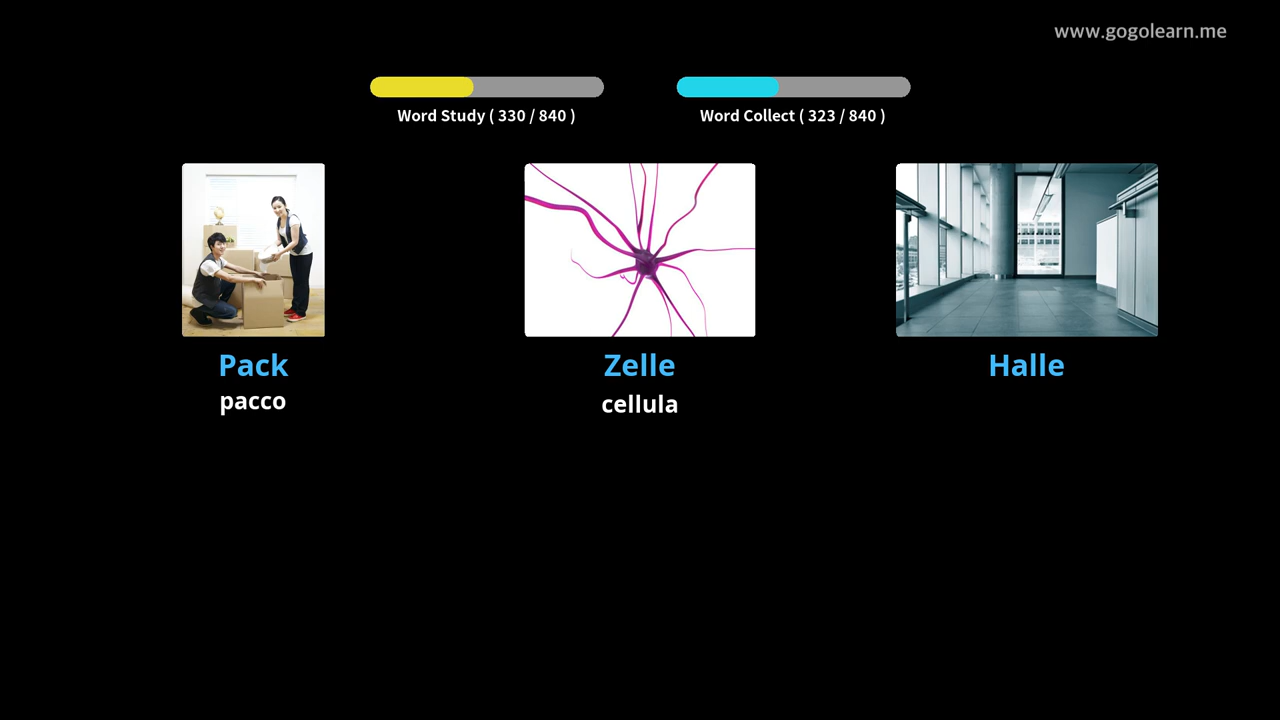 www.gogolearn.me
Word Study ( 330 / 840 )
Word Collect ( 323 / 840 )
Pack
pacco
Zelle
cellula
Halle